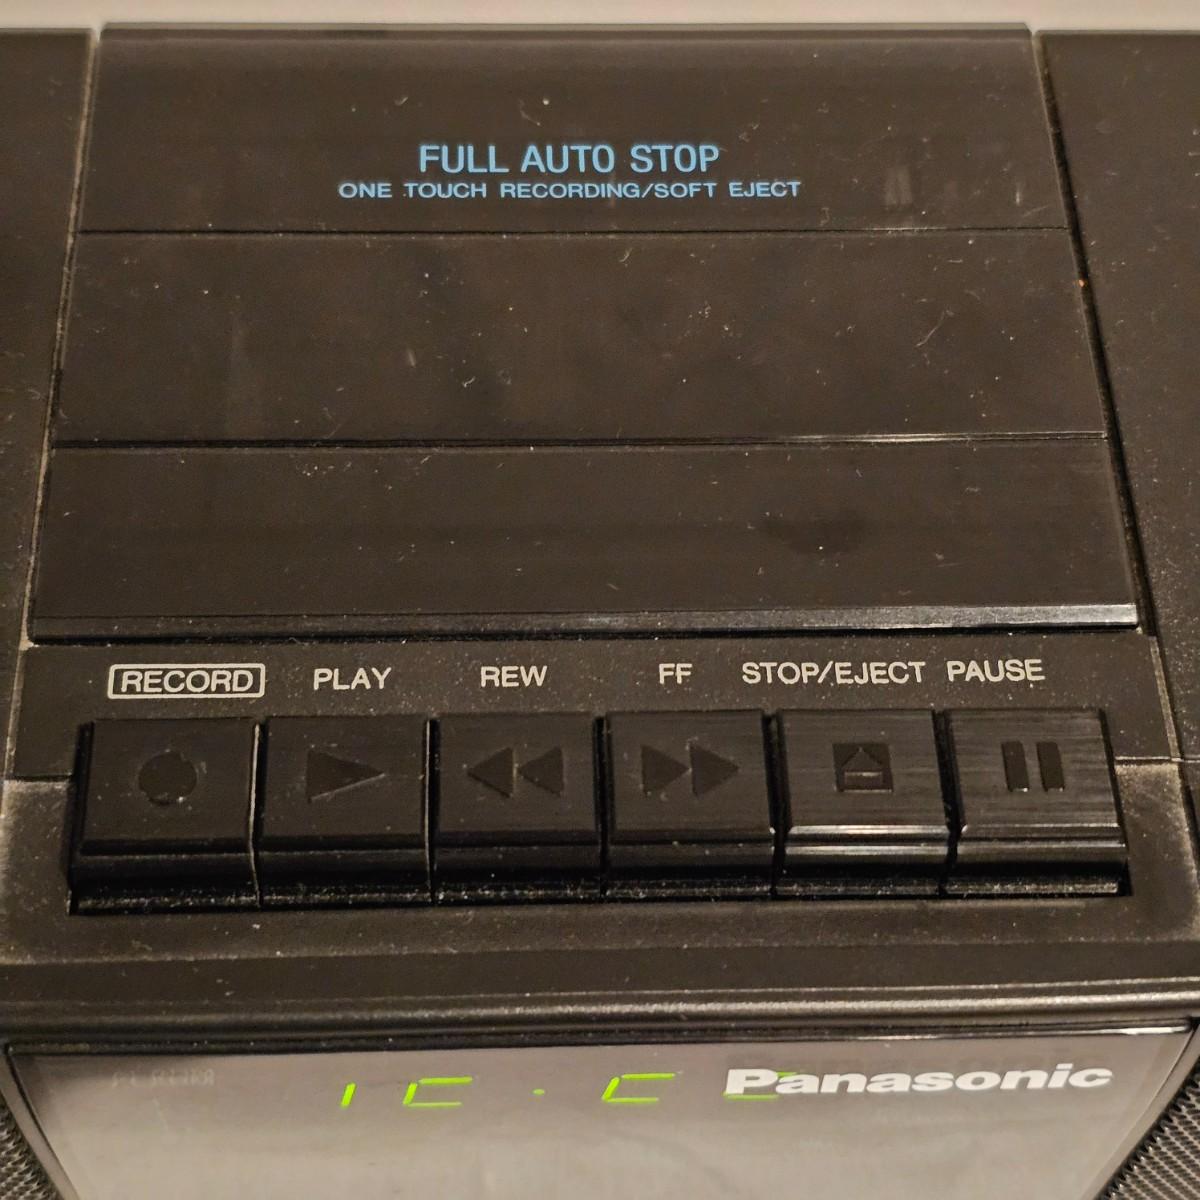 FULL AUTO STOP
ONE TOUCH RECORDING/SOFT EJECT
RECORD PLAY REW FF STOP/EJECT PAUSE
Panasonic